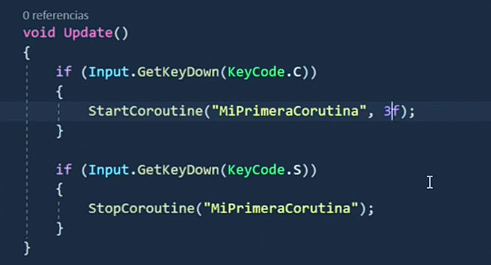 0 referencias
void Update()
{
    if (Input.GetKeyDown(KeyCode.C))
    {
        StartCoroutine("MiPrimeraCorutina", 3f);
    }

    if (Input.GetKeyDown(KeyCode.S))
    {
        StopCoroutine("MiPrimeraCorutina");
    }
}